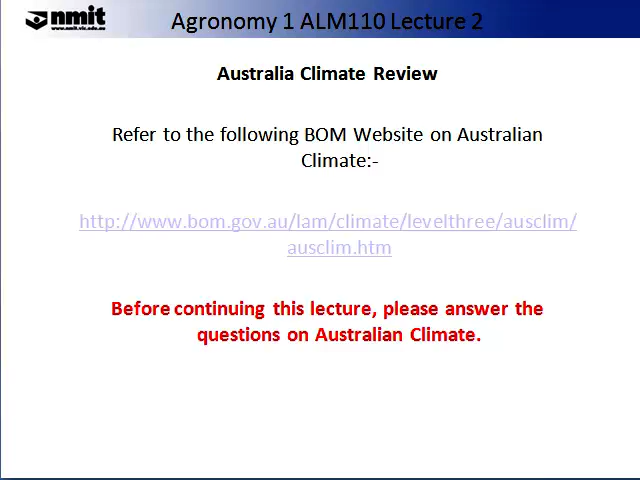 nmit
www.nmit.vic.edu.au
Agronomy 1 ALM110 Lecture 2
Australia Climate Review
Refer to the following BOM Website on Australian
Climate:-
http://www.bom.gov.au/lam/climate/levelthree/ausclim/
ausclim.htm
Before continuing this lecture, please answer the
questions on Australian Climate.